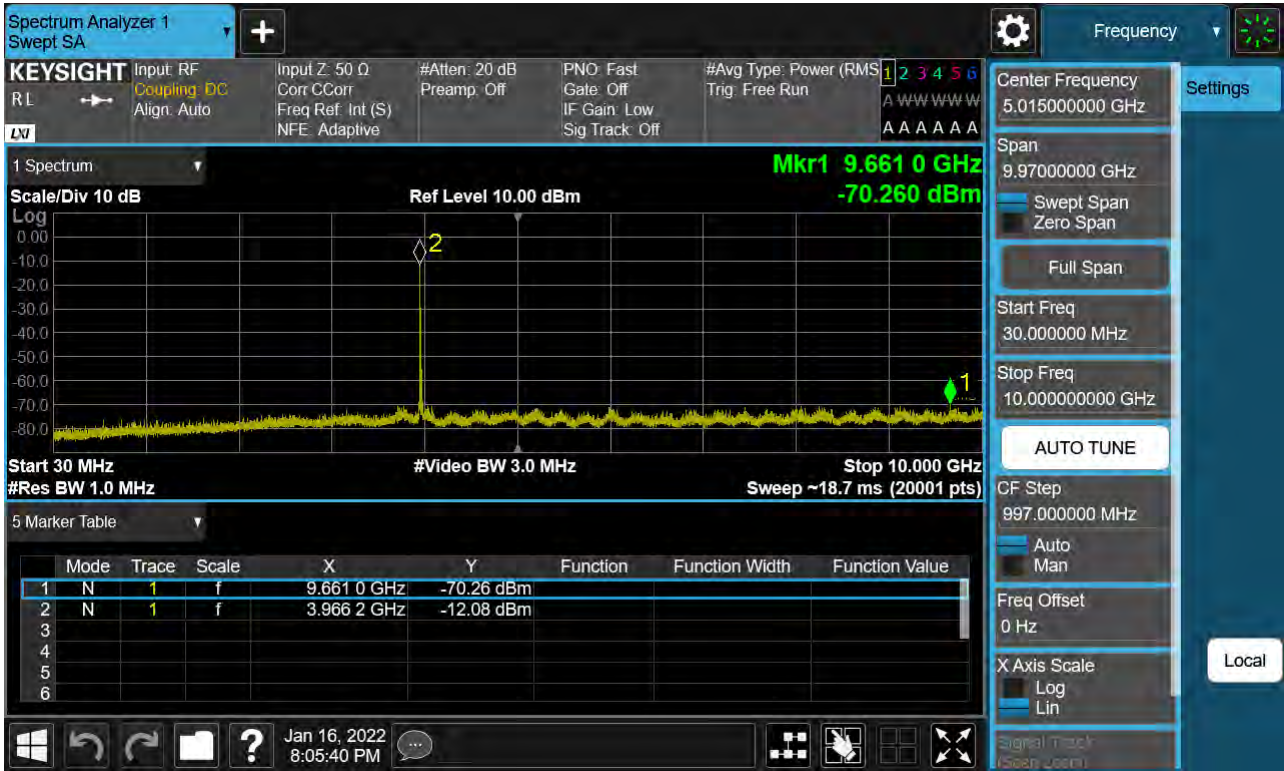 Spectrum Analyzer 1
Swept SA
+
Frequency
KEYSIGHT
RL
LXI
Input: RF
Coupling: DC
Align: Auto
Input Z: 50 Ω
Corr CCorr
Freq Ref: Int (S)
NFE: Adaptive
#Atten: 20 dB
Preamp: Off
PNO: Fast
Gate: Off
IF Gain: Low
Sig Track: Off
#Avg Type: Power (RMS
Trig: Free Run
1 2 3 4 5 6
A W W W W W
A A A A A A
1 Spectrum
Scale/Div 10 dB
Ref Level 10.00 dBm
Mkr1 9.661 0 GHz
-70.260 dBm
Log
0.00
-10.0
-20.0
-30.0
-40.0
-50.0
-60.0
-70.0
-80.0
2
1
Start 30 MHz
#Video BW 3.0 MHz
Stop 10.000 GHz
#Res BW 1.0 MHz
Sweep ~18.7 ms (20001 pts)
5 Marker Table
Mode Trace Scale X Y Function Function Width Function Value
1 N 1 f 9.661 0 GHz -70.26 dBm
2 N 1 f 3.966 2 GHz -12.08 dBm
3
4
5
6
?
Jan 16, 2022
8:05:40 PM
Center Frequency
5.015000000 GHz
Span
9.97000000 GHz
Swept Span
Zero Span
Full Span
Start Freq
30.000000 MHz
Stop Freq
10.000000000 GHz
AUTO TUNE
CF Step
997.000000 MHz
Auto
Man
Freq Offset
0 Hz
X Axis Scale
Log
Lin
Signal Track
(Span Zoom)
Settings
Local